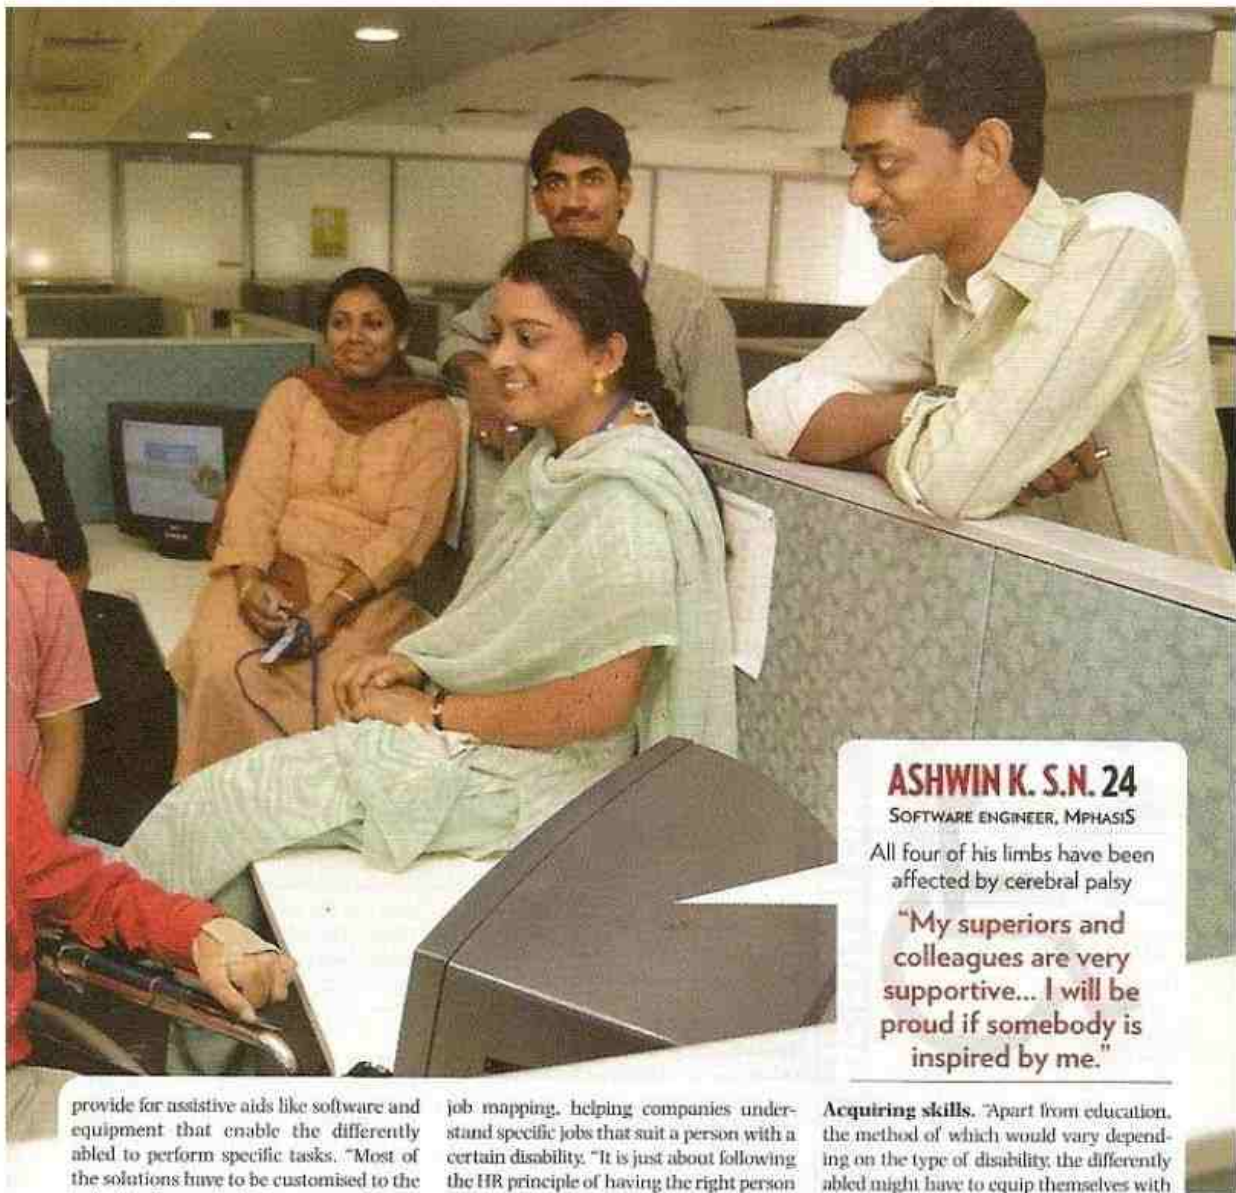 ASHWIN K. S.N. 24
SOFTWARE ENGINEER, MPHASIS
All four of his limbs have been
affected by cerebral palsy
“My superiors and
colleagues are very
supportive... I will be
proud if somebody is
inspired by me.”
provide for assistive aids like software and
equipment that enable the differently
abled to perform specific tasks. “Most of
the solutions have to be customised to the
job mapping, helping companies under-
stand specific jobs that suit a person with a
certain disability. “It is just about following
the HR principle of having the right person
Acquiring skills. “Apart from education,
the method of which would vary depend-
ing on the type of disability, the differently
abled might have to equip themselves with